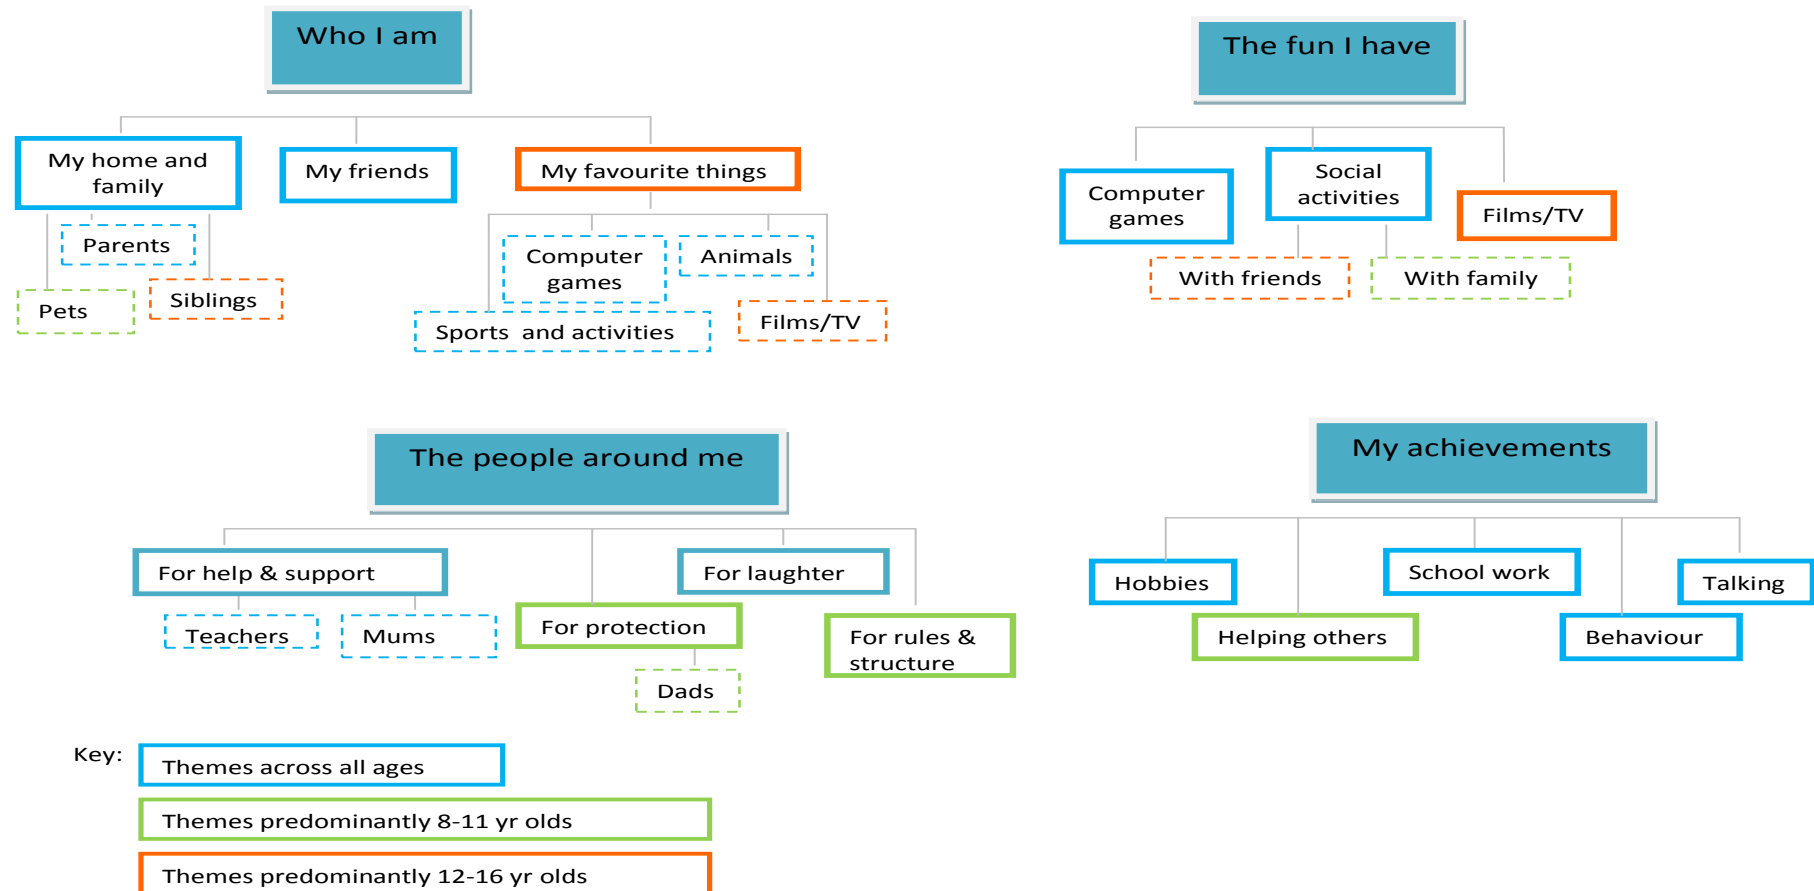 Who I am
My home and
family
My friends
My favourite things
Parents
Pets
Siblings
Computer
games
Animals
Sports and activities
Films/TV
The fun I have
Computer
games
Social
activities
Films/TV
With friends
With family
The people around me
For help & support
For laughter
Teachers
Mums
For protection
For rules &
structure
Dads
My achievements
Hobbies
School work
Talking
Helping others
Behaviour
Key:
Themes across all ages
Themes predominantly 8-11 yr olds
Themes predominantly 12-16 yr olds